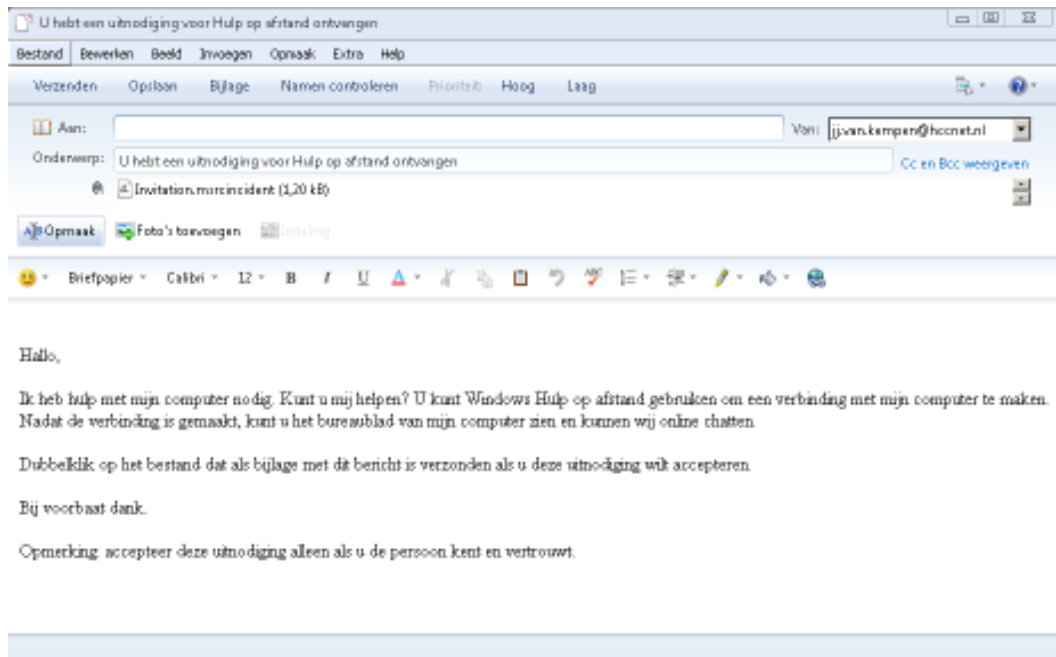 U hebt een uitnodiging voor Hulp op afstand ontvangen
Bestand Bewerken Beeld Invoegen Opmaak Extra Help
Verzenden Opslaan Bijlage Namen controleren Prioriteit: Hoog Laag
Aan: Van: jj.van.kempen@hccnet.nl
Onderwerp: U hebt een uitnodiging voor Hulp op afstand ontvangen Cc en Bcc weergeven
Invitation.msrcincident (1,20 kB)
Opmaak Foto's toevoegen Indeling
Briefpapier Calibri 12 B I U A ABC
Hallo,
Ik heb hulp met mijn computer nodig. Kunt u mij helpen? U kunt Windows Hulp op afstand gebruiken om een verbinding met mijn computer te maken.
Nadat de verbinding is gemaakt, kunt u het bureaublad van mijn computer zien en kunnen wij online chatten.
Dubbelklik op het bestand dat als bijlage met dit bericht is verzonden als u deze uitnodiging wilt accepteren.
Bij voorbaat dank.
Opmerking: accepteer deze uitnodiging alleen als u de persoon kent en vertrouwt.